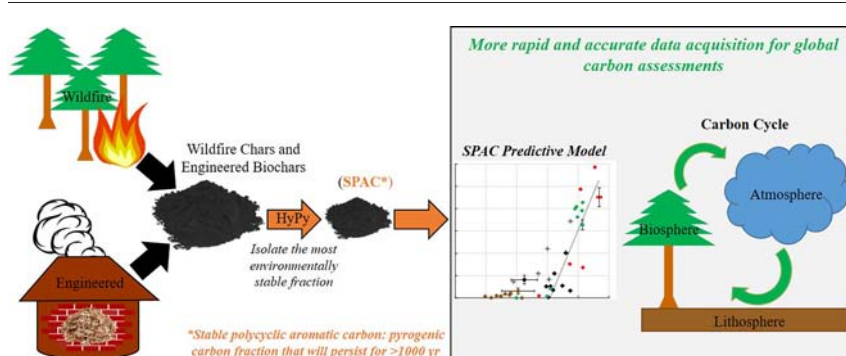 Wildfire
Wildfire Chars and
Engineered Biochars
(SPAC*)
HyPy
Isolate the most
environmentally
stable fraction
Engineered
*Stable polycyclic aromatic carbon: pyrogenic
carbon fraction that will persist for >1000 yr
More rapid and accurate data acquisition for global
carbon assessments
SPAC Predictive Model
Carbon Cycle
Atmosphere
Biosphere
Lithosphere